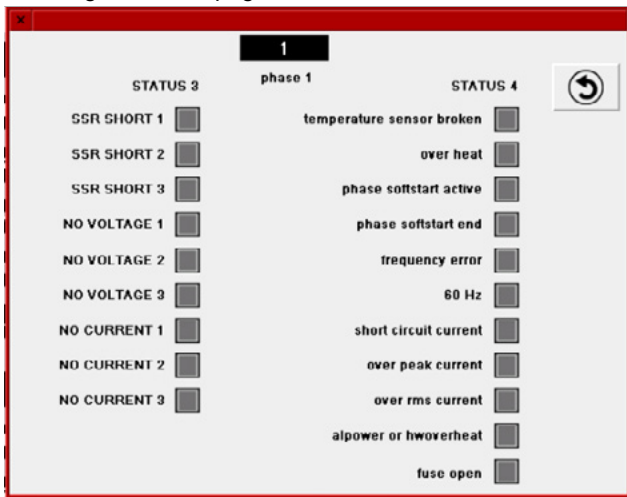 ×
1
phase 1
STATUS 3
SSR SHORT 1
SSR SHORT 2
SSR SHORT 3
NO VOLTAGE 1
NO VOLTAGE 2
NO VOLTAGE 3
NO CURRENT 1
NO CURRENT 2
NO CURRENT 3
STATUS 4
temperature sensor broken
over heat
phase softstart active
phase softstart end
frequency error
60 Hz
short circuit current
over peak current
over rms current
alpower or hwoverheat
fuse open